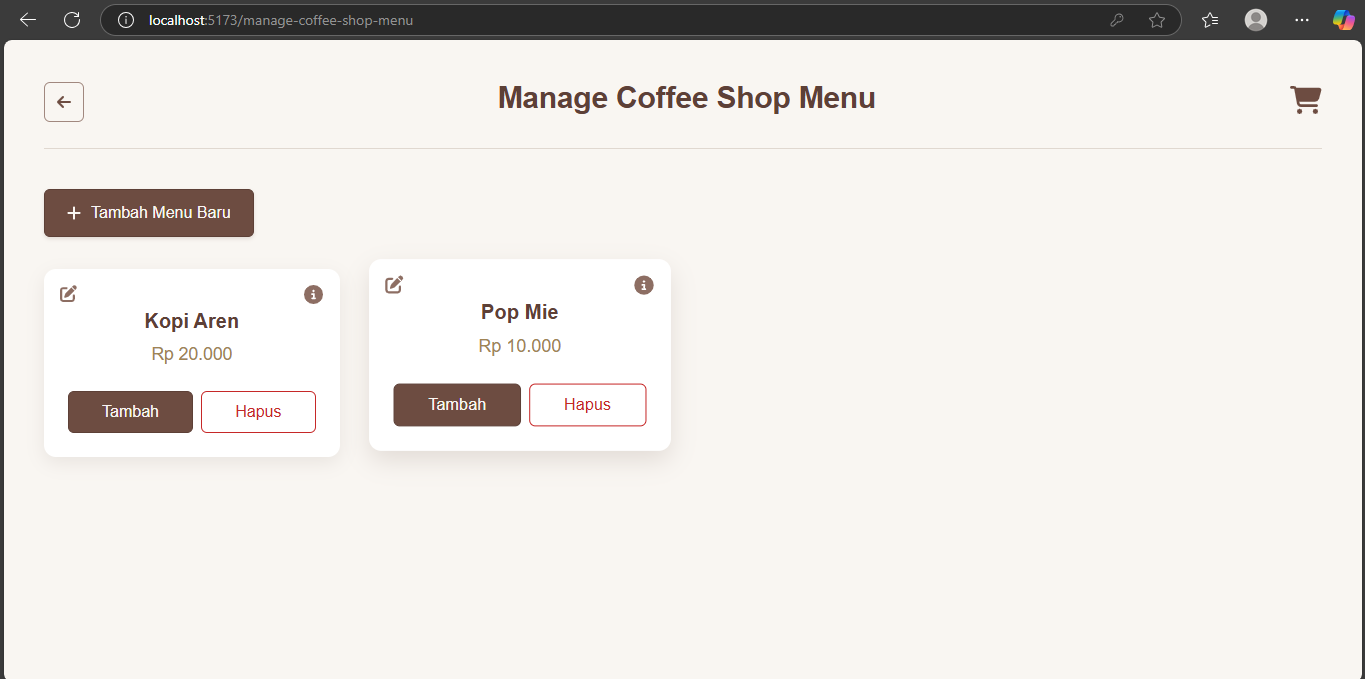 localhost:5173/manage-coffee-shop-menu
Manage Coffee Shop Menu
Tambah Menu Baru
Kopi Aren
Rp 20.000
Tambah
Hapus
Pop Mie
Rp 10.000
Tambah
Hapus